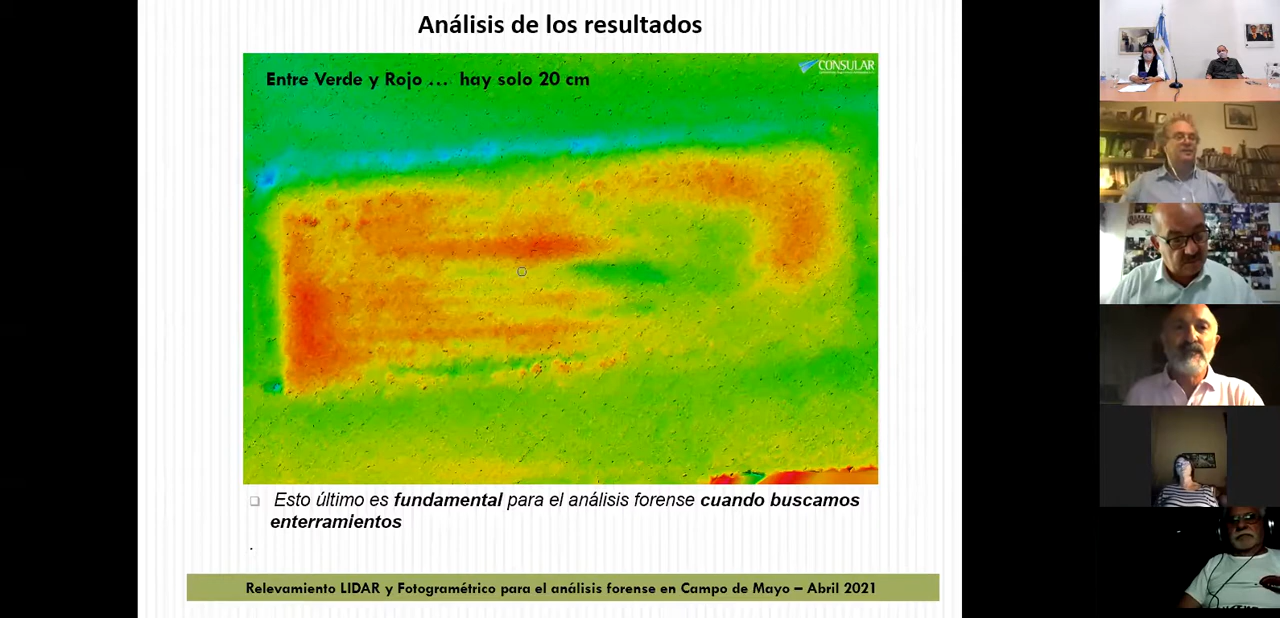 Análisis de los resultados
Entre Verde y Rojo ... hay solo 20 cm
CONSULAR
Esto último es fundamental para el análisis forense cuando buscamos
enterramientos
.
Relevamiento LIDAR y Fotogramétrico para el análisis forense en Campo de Mayo – Abril 2021